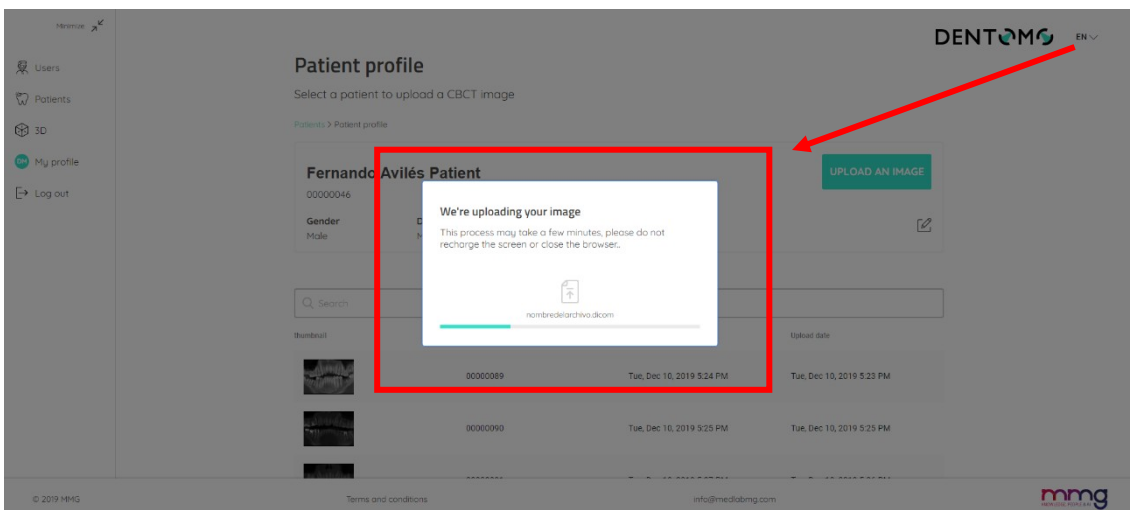 Minimize
DENTOMG
EN
Users
Patients
3D
DM
My profile
Log out
Patient profile
Select a patient to upload a CBCT image
Patients > Patient profile
Fernando Avilés Patient
00000046
UPLOAD AN IMAGE
Gender
Male
We're uploading your image
This process may take a few minutes, please do not
recharge the screen or close the browser..
nombredelarchivo.dicom
Search
thumbnail
Upload date
00000089
Tue, Dec 10, 2019 5:24 PM
Tue, Dec 10, 2019 5:23 PM
00000090
Tue, Dec 10, 2019 5:25 PM
Tue, Dec 10, 2019 5:25 PM
© 2019 MMG
Terms and conditions
info@medlabmg.com
mmg